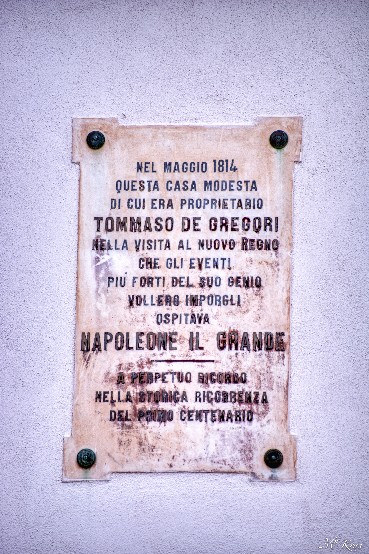 NEL MAGGIO 1814
QUESTA CASA MODESTA
DI CUI ERA PROPRIETARIO
TOMMASO DE GREGORI
NELLA VISITA AL NUOVO REGNO
CHE GLI EVENTI
PIÙ FORTI DEL SUO GENIO
VOLLERO IMPORGLI
OSPITAVA
NAPOLEONE IL GRANDE
A PERPETUO RICORDO
NELLA STORICA RICORRENZA
DEL PRIMO CENTENARIO